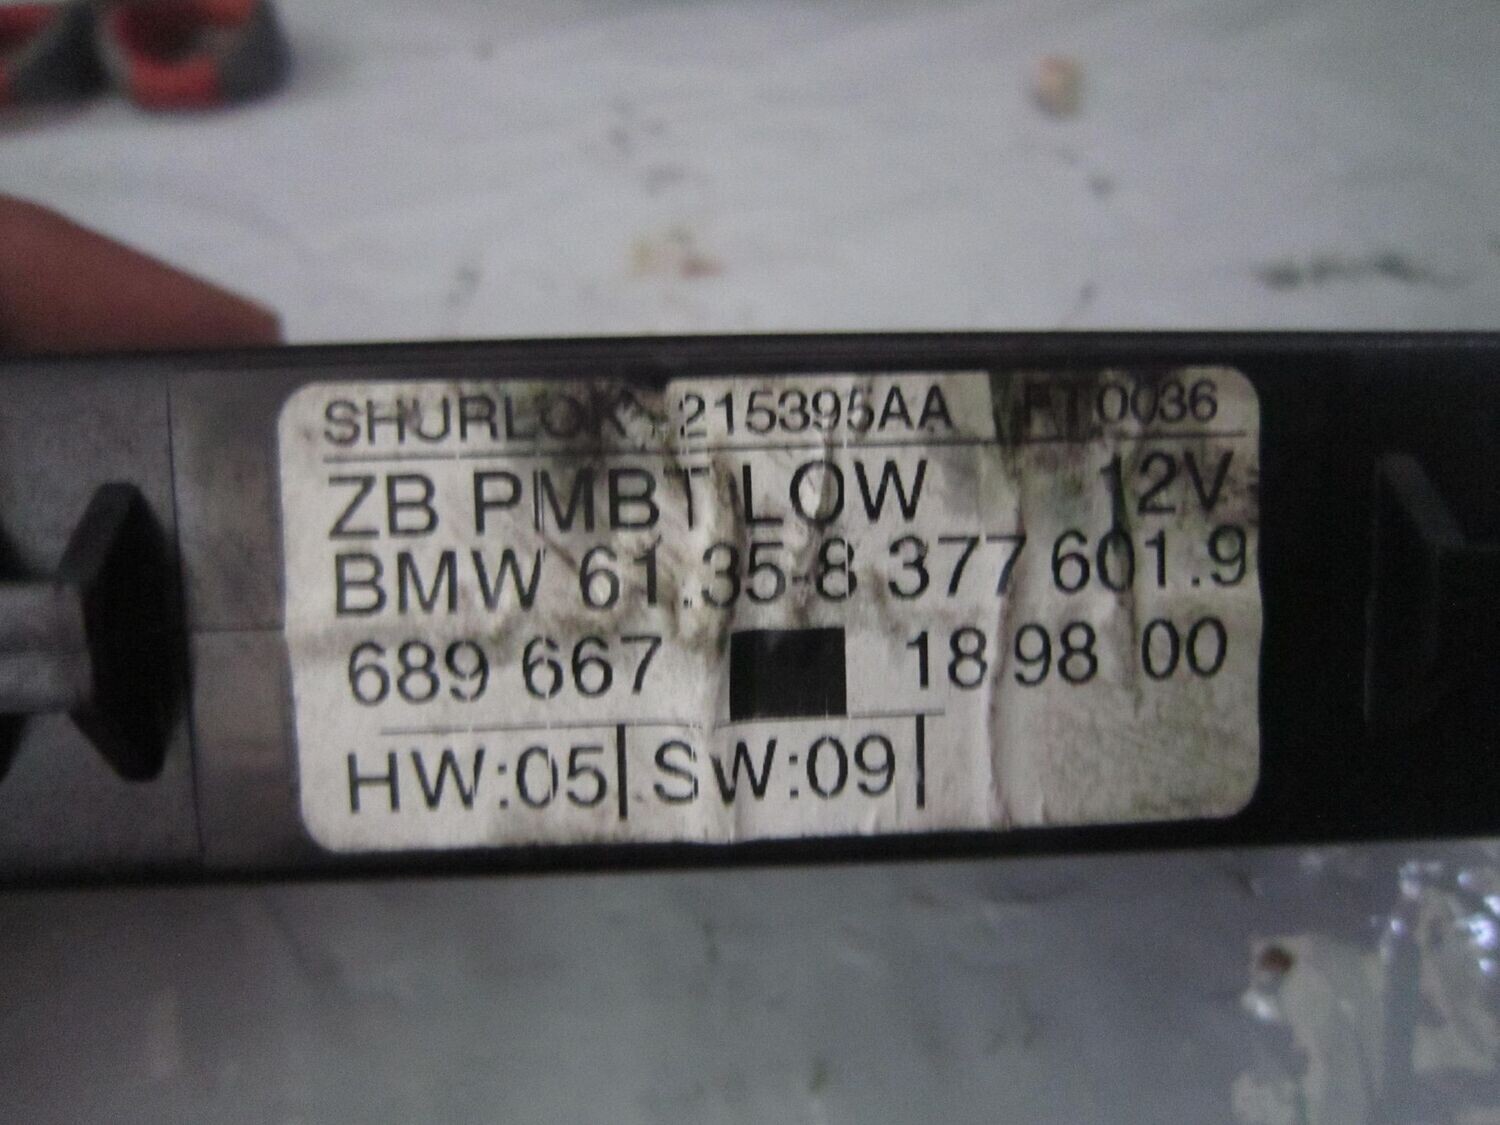 SHURLOK 215395AA FT0036
ZB PMBT LOW 12V
BMW 61.35-8 377 601.9
689 667 18 98 00
HW:05| SW:09|